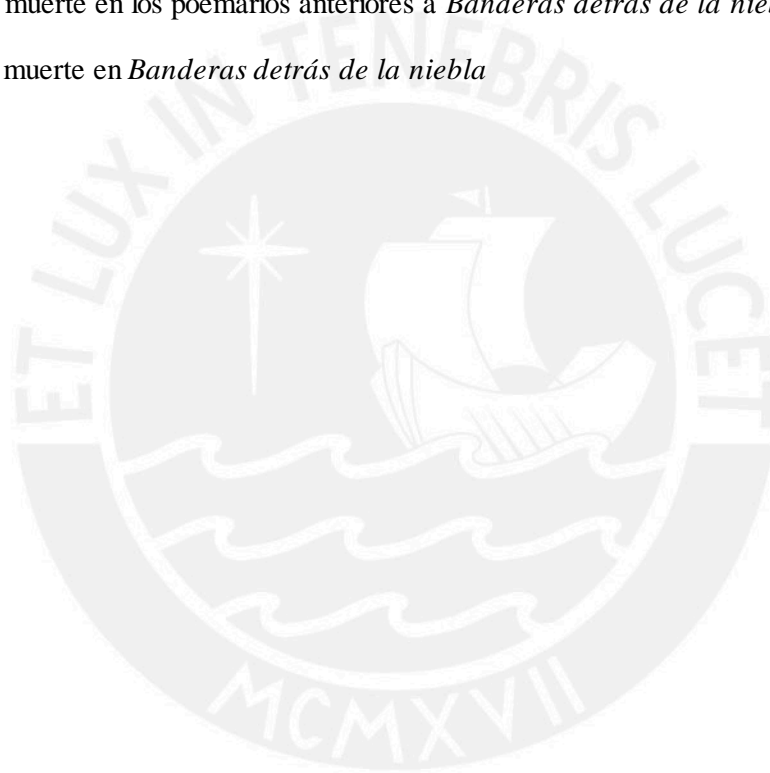 muerte en los poemarios anteriores a Banderas detrás de la nie
muerte en Banderas detrás de la niebla
ET LUX IN TENEBRIS LUCET
MCMXVII